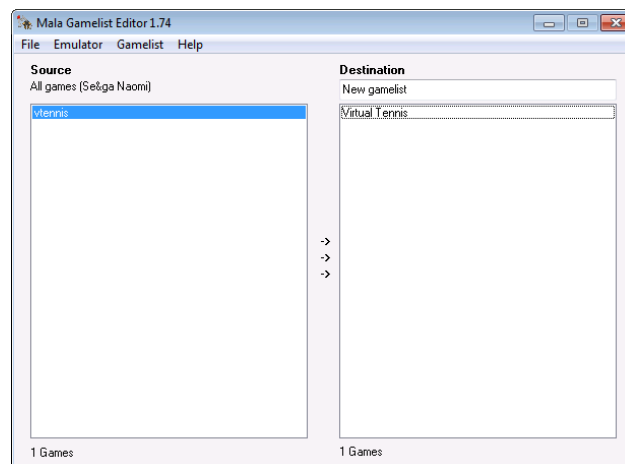 Mala Gamelist Editor 1.74
File Emulator Gamelist Help
Source
All games (Se&ga Naomi)
vtennis
1 Games
->
->
->
Destination
New gamelist
Virtual Tennis
1 Games